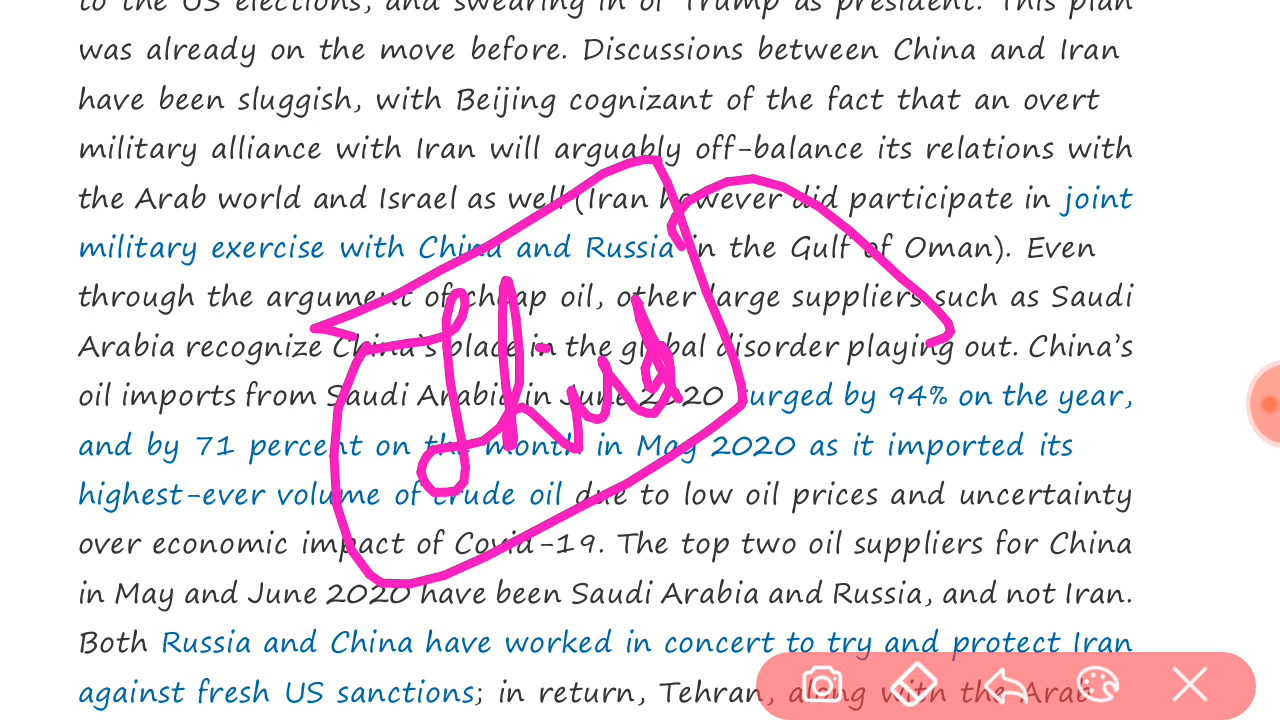 to the US elections, and swearing in of Trump as president. This plan
was already on the move before. Discussions between China and Iran
have been sluggish, with Beijing cognizant of the fact that an overt
military alliance with Iran will arguably off-balance its relations with
the Arab world and Israel as well (Iran however did participate in joint
military exercise with China and Russia in the Gulf of Oman). Even
through the argument of cheap oil, other large suppliers such as Saudi
Arabia recognize China's place in the global disorder playing out. China's
oil imports from Saudi Arabia in June 2020 surged by 94% on the year,
and by 71 percent on the month in May 2020 as it imported its
highest-ever volume of crude oil due to low oil prices and uncertainty
over economic impact of Covid-19. The top two oil suppliers for China
in May and June 2020 have been Saudi Arabia and Russia, and not Iran.
Both Russia and China have worked in concert to try and protect Iran
against fresh US sanctions; in return, Tehran, along with the Arab